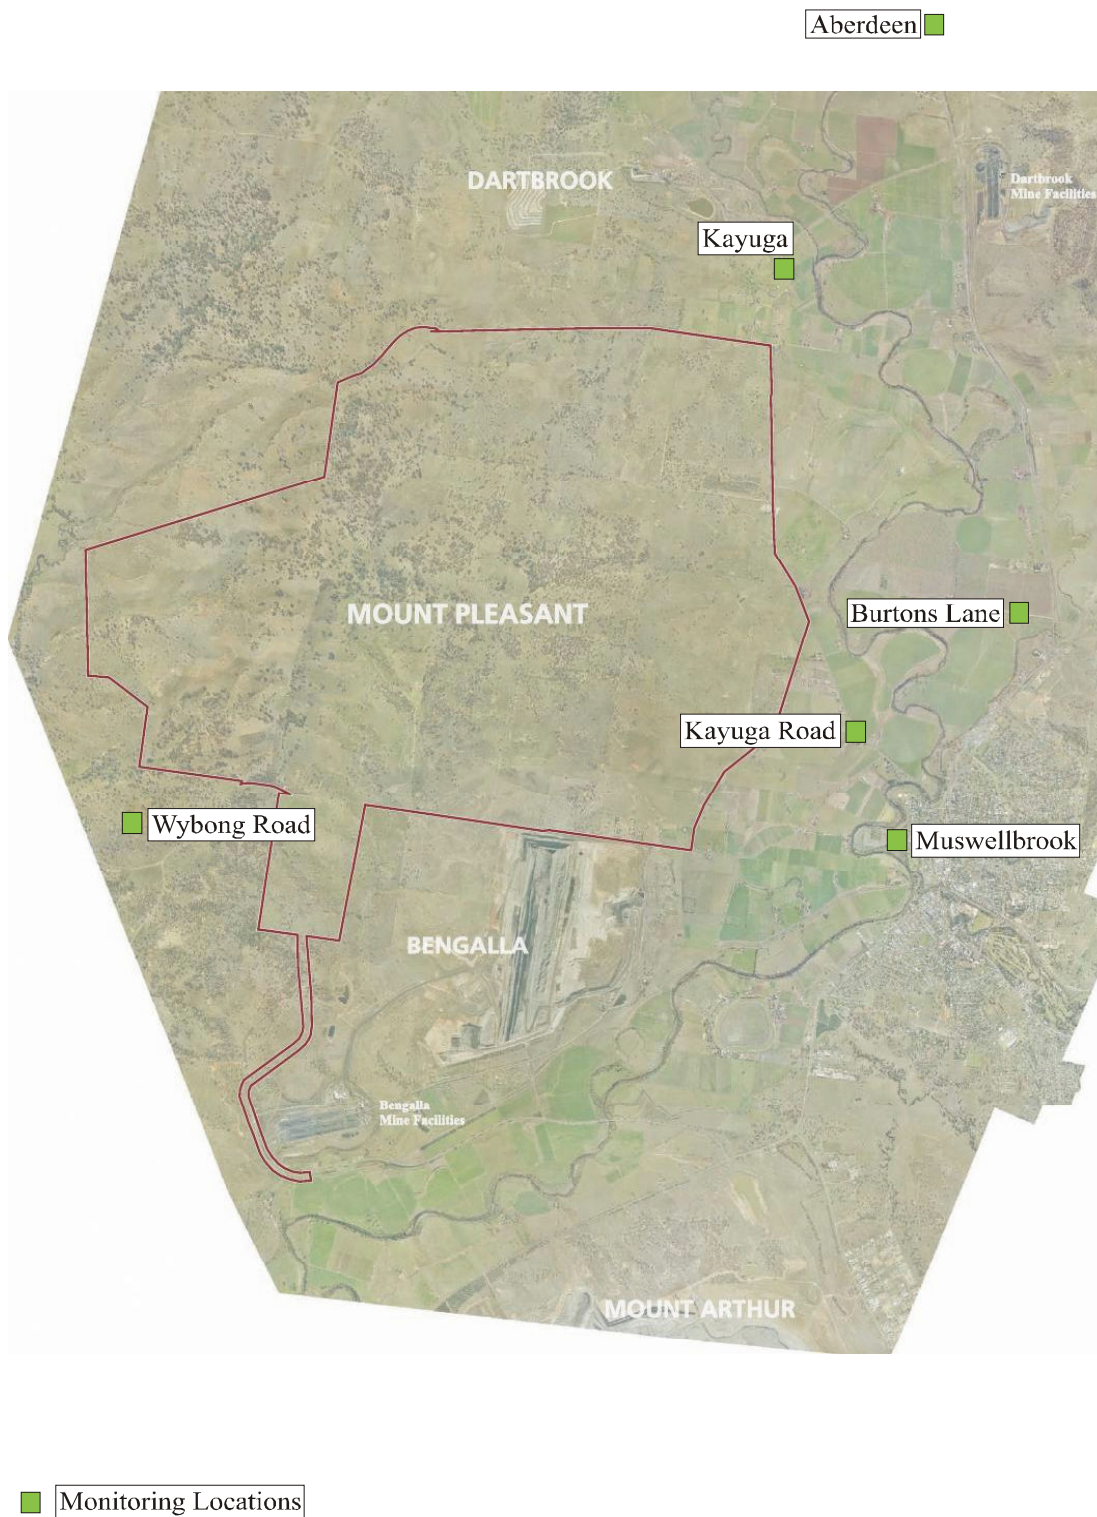 Aberdeen
DARTBROOK
Dartbrook
Mine Facilities
Kayuga
MOUNT PLEASANT
Burtons Lane
Kayuga Road
Wybong Road
Muswellbrook
BENGALLA
Bengalla
Mine Facilities
MOUNT ARTHUR
Monitoring Locations